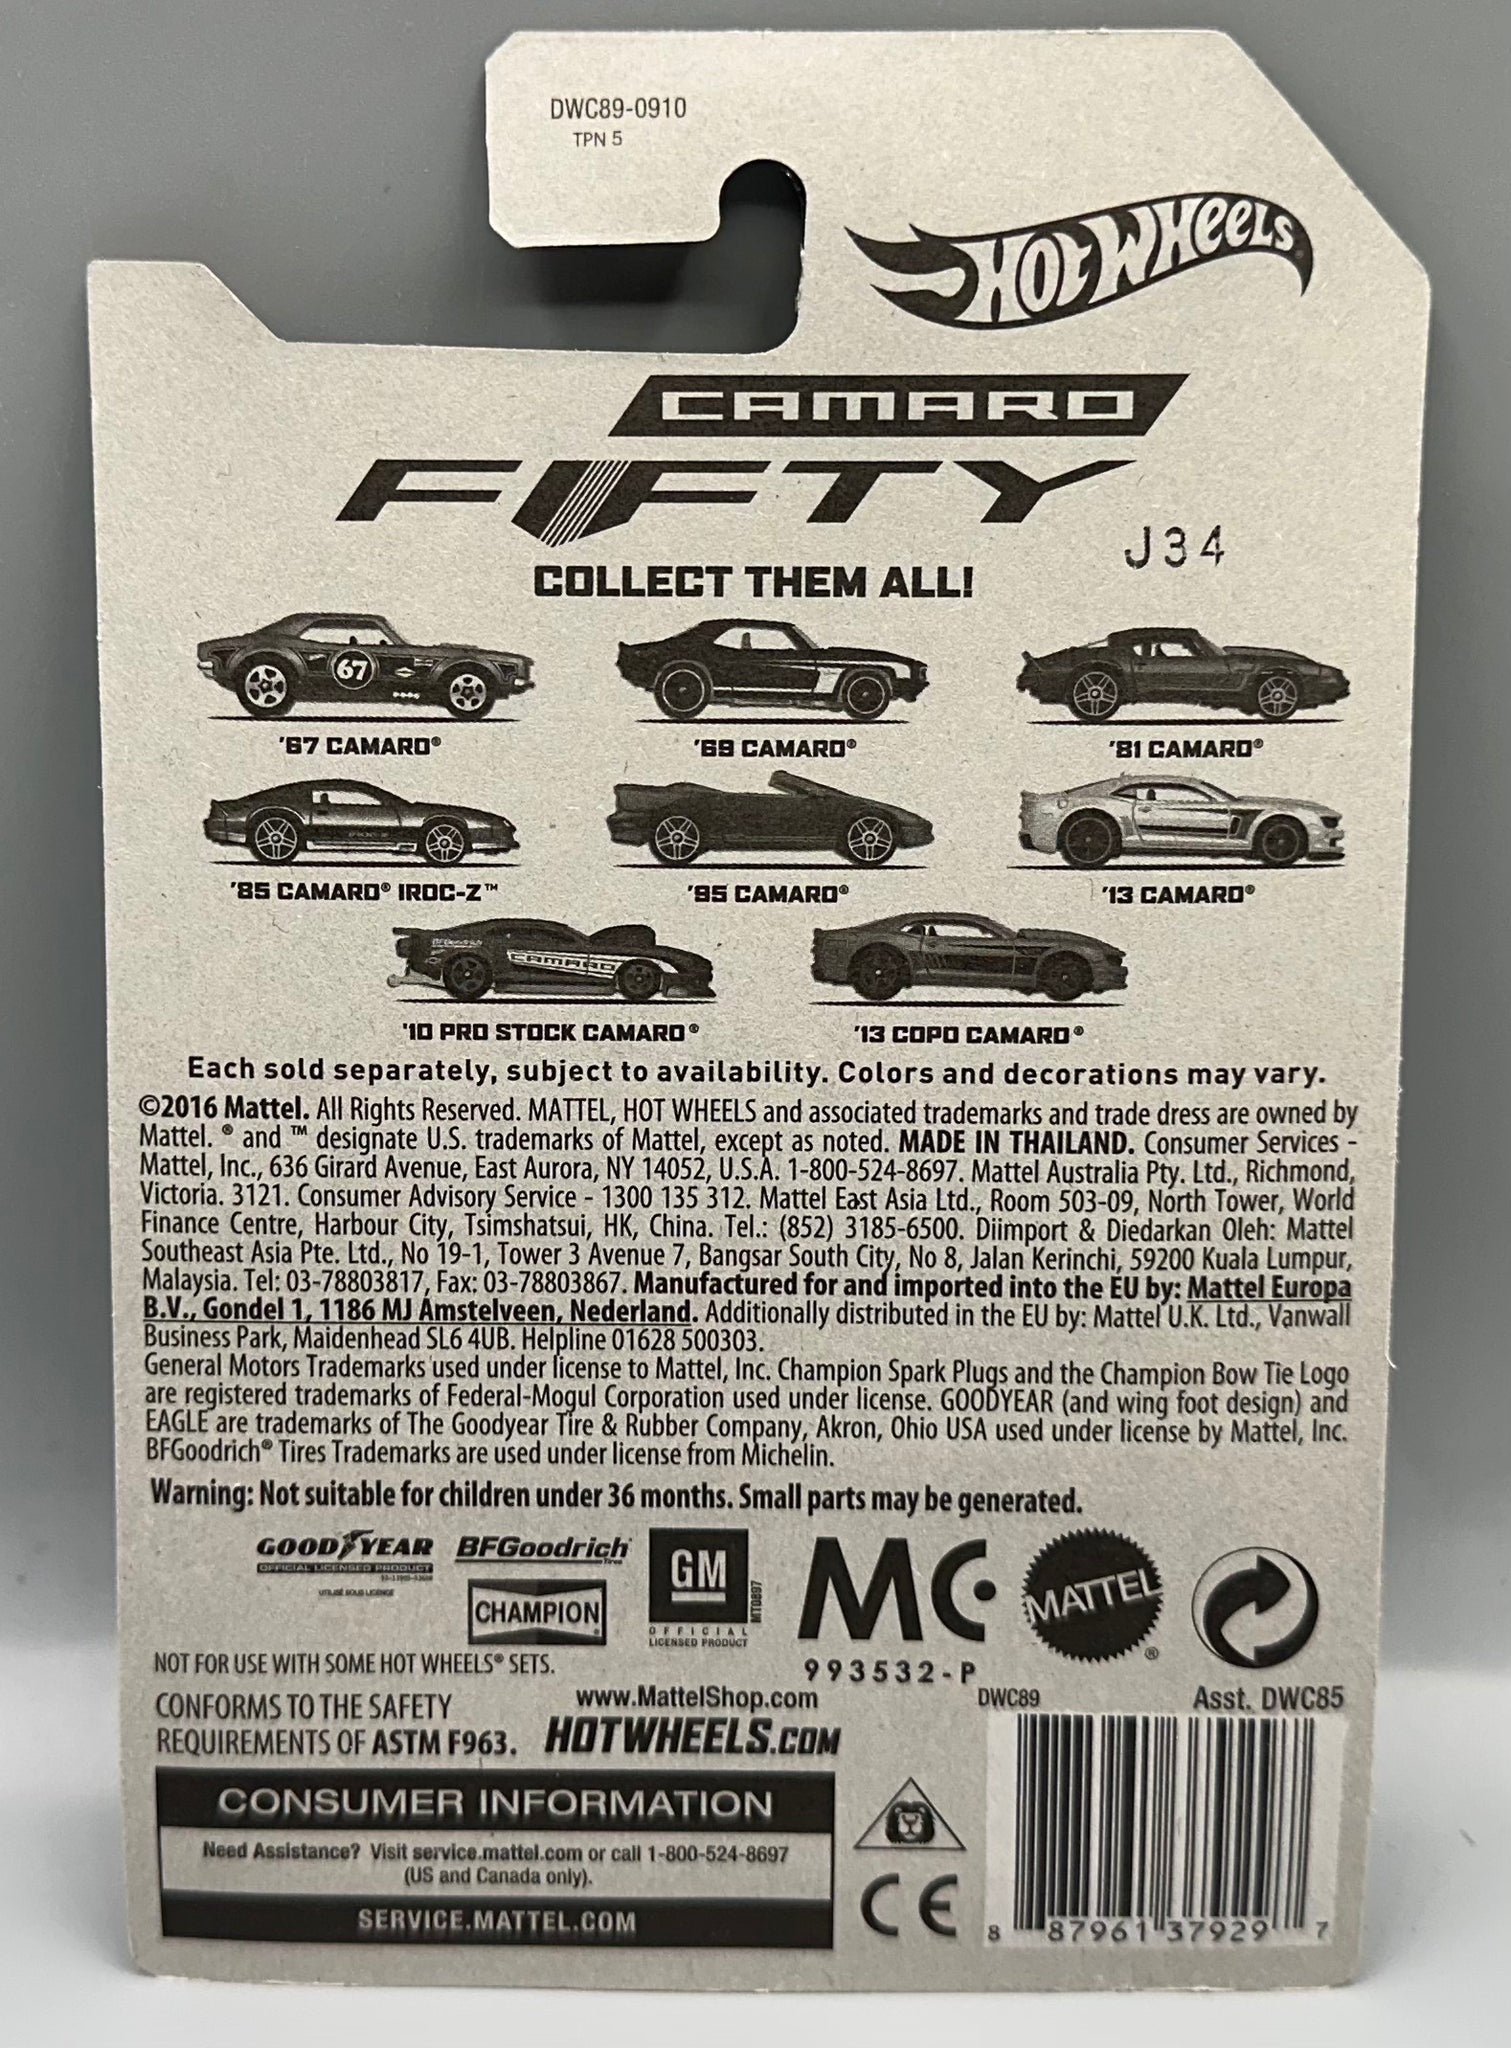 DWC89-0910
TPN 5
HOT WHEELS
CAMARO
FIFTY
J34
COLLECT THEM ALL!
67
'67 CAMARO® '69 CAMARO® '81 CAMARO®
'85 CAMARO® IROC-Z™ '95 CAMARO® '13 CAMARO®
BFGoodrich
CAMARO
'10 PRO STOCK CAMARO® '13 COPO CAMARO®
Each sold separately, subject to availability. Colors and decorations may vary.
©2016 Mattel. All Rights Reserved. MATTEL, HOT WHEELS and associated trademarks and trade dress are owned by
Mattel. ® and ™ designate U.S. trademarks of Mattel, except as noted. MADE IN THAILAND. Consumer Services -
Mattel, Inc., 636 Girard Avenue, East Aurora, NY 14052, U.S.A. 1-800-524-8697. Mattel Australia Pty. Ltd., Richmond,
Victoria. 3121. Consumer Advisory Service - 1300 135 312. Mattel East Asia Ltd., Room 503-09, North Tower, World
Finance Centre, Harbour City, Tsimshatsui, HK, China. Tel.: (852) 3185-6500. Diimport & Diedarkan Oleh: Mattel
Southeast Asia Pte. Ltd., No 19-1, Tower 3 Avenue 7, Bangsar South City, No 8, Jalan Kerinchi, 59200 Kuala Lumpur,
Malaysia. Tel: 03-78803817, Fax: 03-78803867. Manufactured for and imported into the EU by: Mattel Europa
B.V., Gondel 1, 1186 MJ Amstelveen, Nederland. Additionally distributed in the EU by: Mattel U.K. Ltd., Vanwall
Business Park, Maidenhead SL6 4UB. Helpline 01628 500303.
General Motors Trademarks used under license to Mattel, Inc. Champion Spark Plugs and the Champion Bow Tie Logo
are registered trademarks of Federal-Mogul Corporation used under license. GOODYEAR (and wing foot design) and
EAGLE are trademarks of The Goodyear Tire & Rubber Company, Akron, Ohio USA used under license by Mattel, Inc.
BFGoodrich® Tires Trademarks are used under license from Michelin.
Warning: Not suitable for children under 36 months. Small parts may be generated.
GOODYEAR
OFFICIAL LICENSED PRODUCT
UTILISÉ SOUS LICENCE
BFGoodrich
Tires
CHAMPION
GM
MT0897
OFFICIAL
LICENSED PRODUCT
MC
993532-P
MATTEL®
NOT FOR USE WITH SOME HOT WHEELS® SETS.
CONFORMS TO THE SAFETY
REQUIREMENTS OF ASTM F963.
www.MattelShop.com
HOTWHEELS.COM
DWC89 Asst. DWC85
CONSUMER INFORMATION
Need Assistance? Visit service.mattel.com or call 1-800-524-8697
(US and Canada only).
SERVICE.MATTEL.COM
CE
8 87961 37929 7